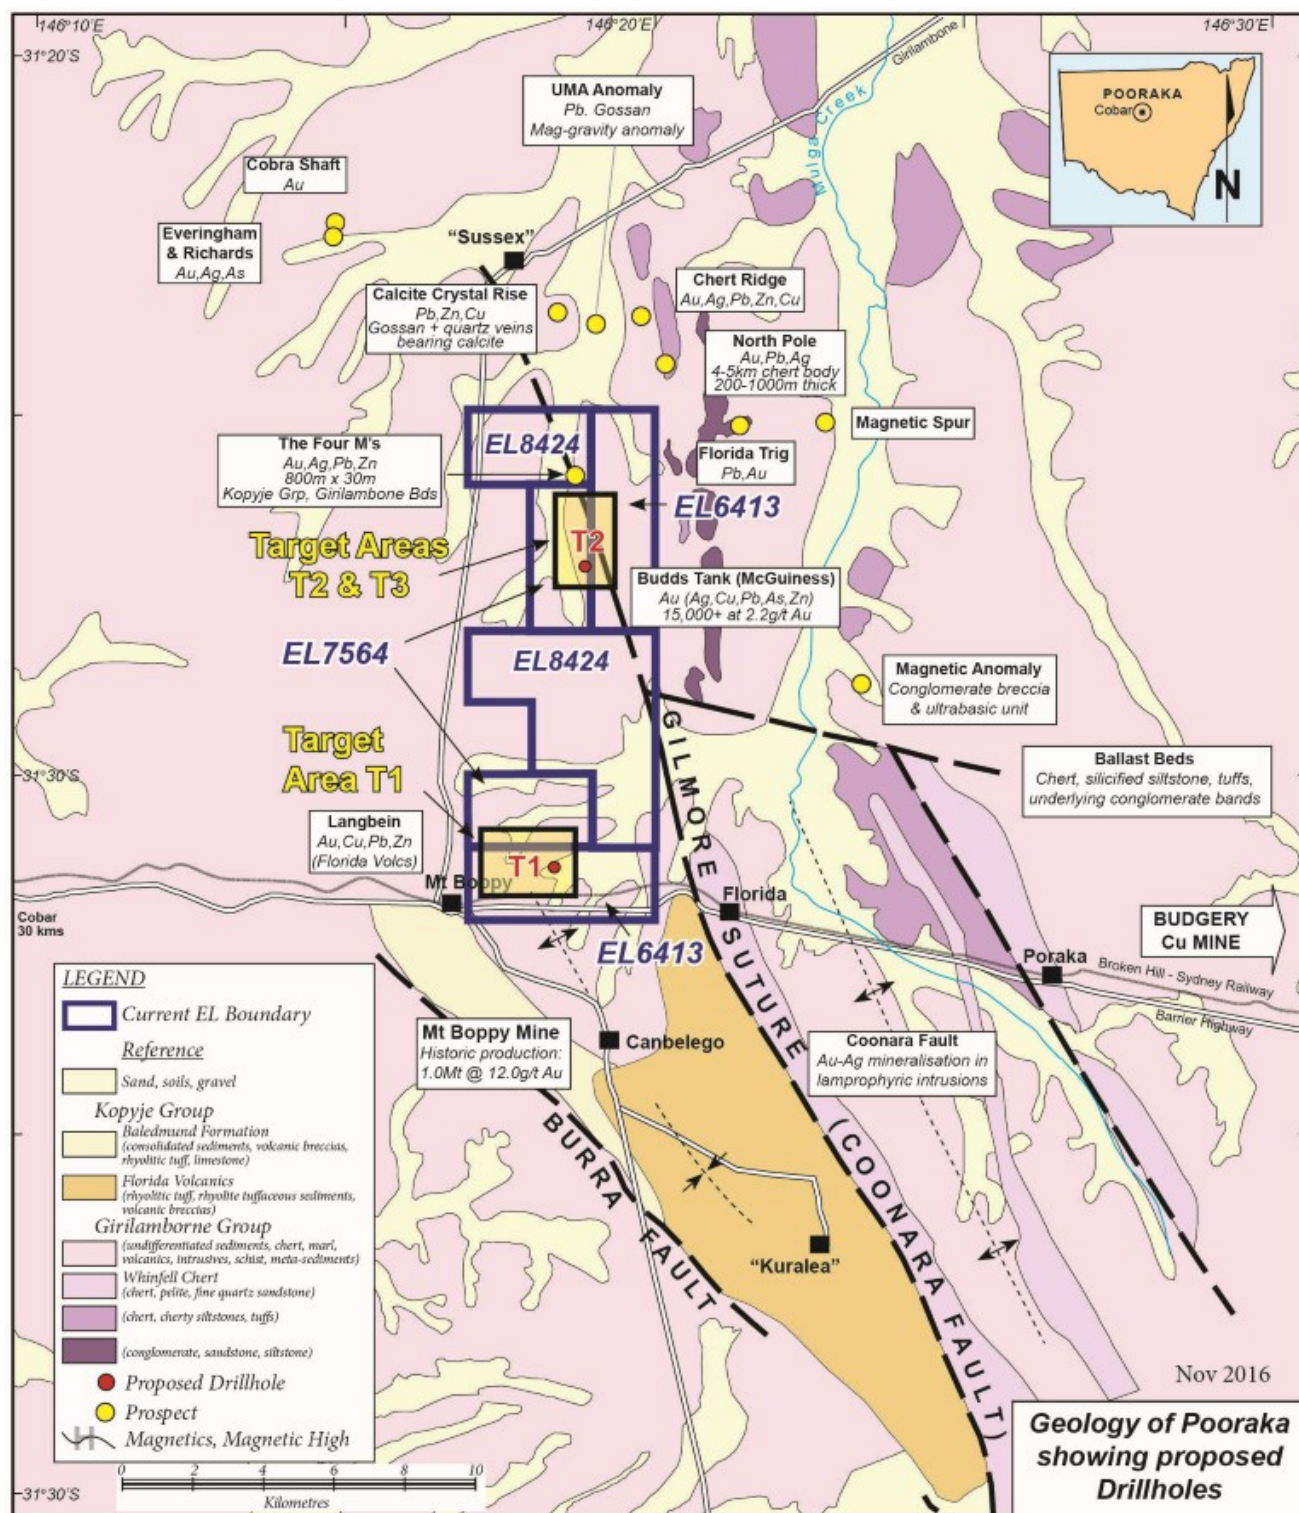 146°10'E
146°20'E
146°30'E
31°20'S
Girilambone
UMA Anomaly
Pb. Gossan
Mag-gravity anomaly
Mulga Creek
POORAKA
Cobar
N
Cobra Shaft
Au
Everingham
& Richards
Au,Ag,As
"Sussex"
Calcite Crystal Rise
Pb,Zn,Cu
Gossan + quartz veins
bearing calcite
Chert Ridge
Au,Ag,Pb,Zn,Cu
North Pole
Au,Pb,Ag
4-5km chert body
200-1000m thick
Magnetic Spur
Florida Trig
Pb,Au
The Four M's
Au,Ag,Pb,Zn
800m x 30m
Kopyje Grp, Girilambone Bds
EL8424
EL6413
Target Areas
T2 & T3
T2
Budds Tank (McGuiness)
Au (Ag,Cu,Pb,As,Zn)
15,000+ at 2.2g/t Au
EL7564
EL8424
Magnetic Anomaly
Conglomerate breccia
& ultrabasic unit
Target
Area T1
31°30'S
Ballast Beds
Chert, silicified siltstone, tuffs,
underlying conglomerate bands
Langbein
Au,Cu,Pb,Zn
(Florida Volcs)
T1
Mt Boppy
Florida
Cobar
30 kms
EL6413
BUDGERY
Cu MINE
Poraka
Broken Hill - Sydney Railway
Barrier Highway
GILMORE SUTURE (COONARA FAULT)
Mt Boppy Mine
Historic production:
1.0Mt @ 12.0g/t Au
Canbelego
Coonara Fault
Au-Ag mineralisation in
lamprophyric intrusions
BURRA FAULT
"Kuralea"
LEGEND
Current EL Boundary
Reference
Sand, soils, gravel
Kopyje Group
Baledmund Formation
(consolidated sediments, volcanic breccias,
rhyolitic tuff, limestone)
Florida Volcanics
(rhyolitic tuff, rhyolite tuffaceous sediments,
volcanic breccias)
Girilamborne Group
(undifferentiated sediments, chert, marl,
volcanics, intrusives, schist, meta-sediments)
Whinfell Chert
(chert, pelite, fine quartz sandstone)
(chert, cherty siltstones, tuffs)
(conglomerate, sandstone, siltstone)
Proposed Drillhole
Prospect
Magnetics, Magnetic High
0 2 4 6 8 10
Kilometres
31°30'S
Nov 2016
Geology of Pooraka
showing proposed
Drillholes